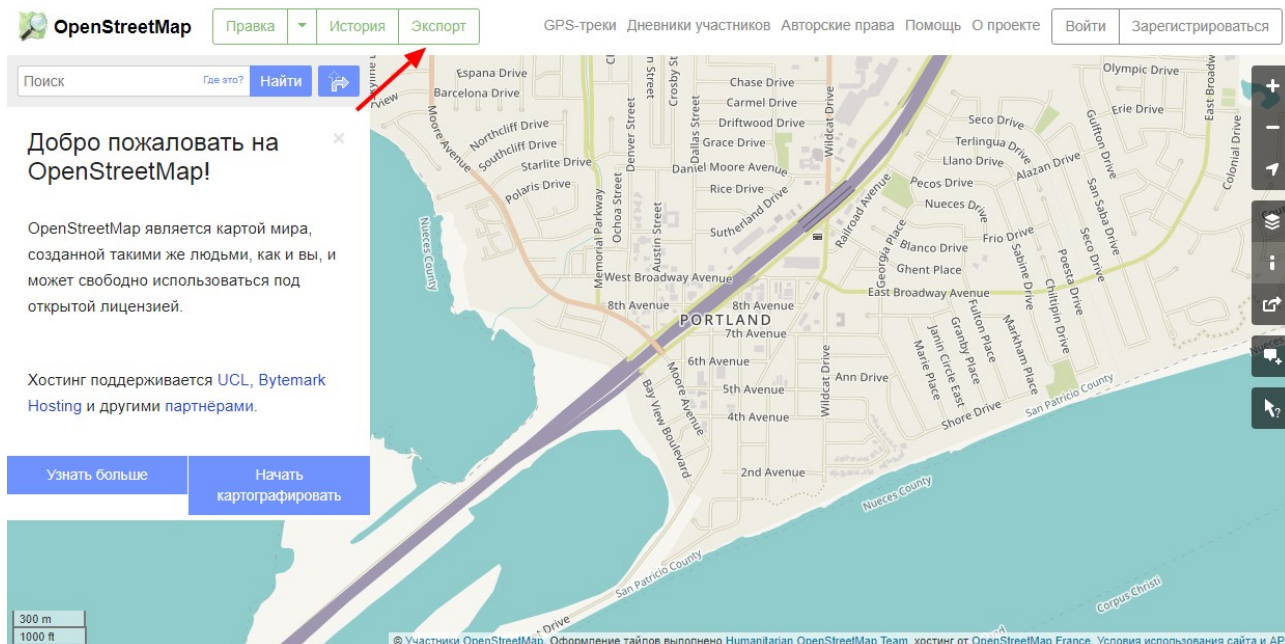 OpenStreetMap
Правка
История
Экспорт
GPS-треки Дневники участников Авторские права Помощь О проекте
Войти
Зарегистрироваться
Поиск
Где это?
Найти
Добро пожаловать на
OpenStreetMap!
OpenStreetMap является картой мира,
созданной такими же людьми, как и вы, и
может свободно использоваться под
открытой лицензией.
Хостинг поддерживается UCL, Bytemark
Hosting и другими партнёрами.
Узнать больше
Начать
картографировать
Espana Drive
Barcelona Drive
Moore Avenue
Northcliff Drive
Southcliff Drive
Starlite Drive
Polaris Drive
Nueces County
Memorial Parkway
Ochoa Street
Denver Street
Austin Street
Dallas Street
Crosby St
n Street
Chase Drive
Carmel Drive
Driftwood Drive
Grace Drive
Daniel Moore Avenue
Rice Drive
Sutherland Drive
Wildcat Drive
Railroad Avenue
West Broadway Avenue
8th Avenue
8th Avenue
PORTLAND
7th Avenue
6th Avenue
5th Avenue
4th Avenue
2nd Avenue
Moore Avenue
Bay View Boulevard
Wildcat Drive
Ann Drive
Olympic Drive
East Broadw
Erie Drive
Gulfton Drive
Colonial Drive
Seco Drive
Terlingua Drive
Llano Drive
Alazan Drive
Pecos Drive
San Saba Drive
Nueces Drive
Georgia Place
Blanco Drive
Frio Drive
Seco Drive
Ghent Place
Sabine Drive
Poesta Drive
East Broadway Avenue
Chiltipin Drive
Fulton Place
Granby Place
Markham Place
Janin Circle East
Marie Place
Shore Drive
San Patricio County
Nueces County
San Patricio County
Corpus Christi
Drive
300 m
1000 ft
© Участники OpenStreetMap. Оформление тайлов выполнено Humanitarian OpenStreetMap Team, хостинг от OpenStreetMap France. Условия использования сайта и AP